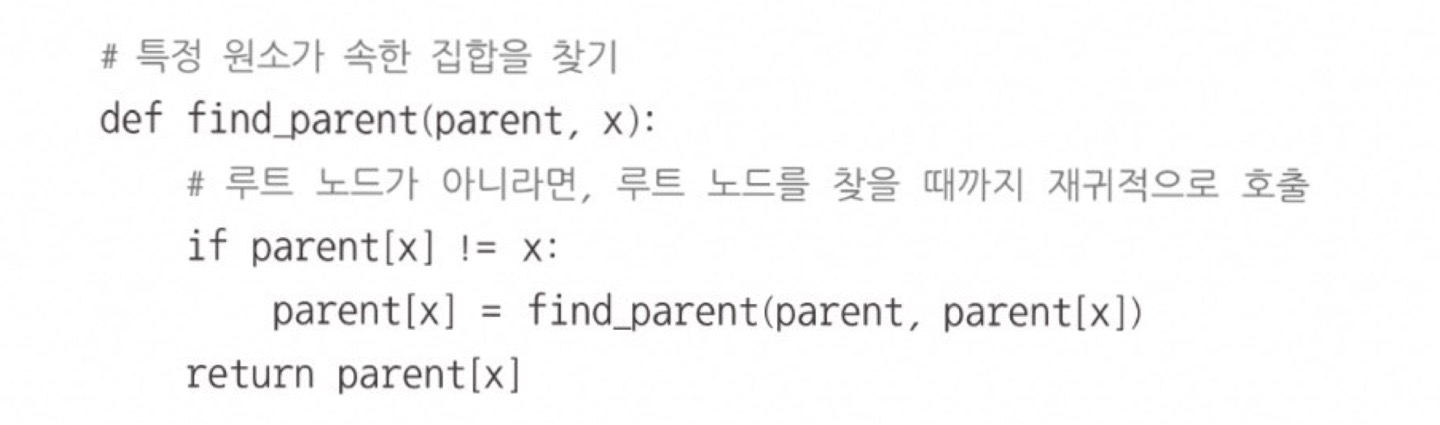 # 특정 원소가 속한 집합을 찾기
def find_parent(parent, x):
    # 루트 노드가 아니라면, 루트 노드를 찾을 때까지 재귀적으로 호출
    if parent[x] != x:
        parent[x] = find_parent(parent, parent[x])
    return parent[x]